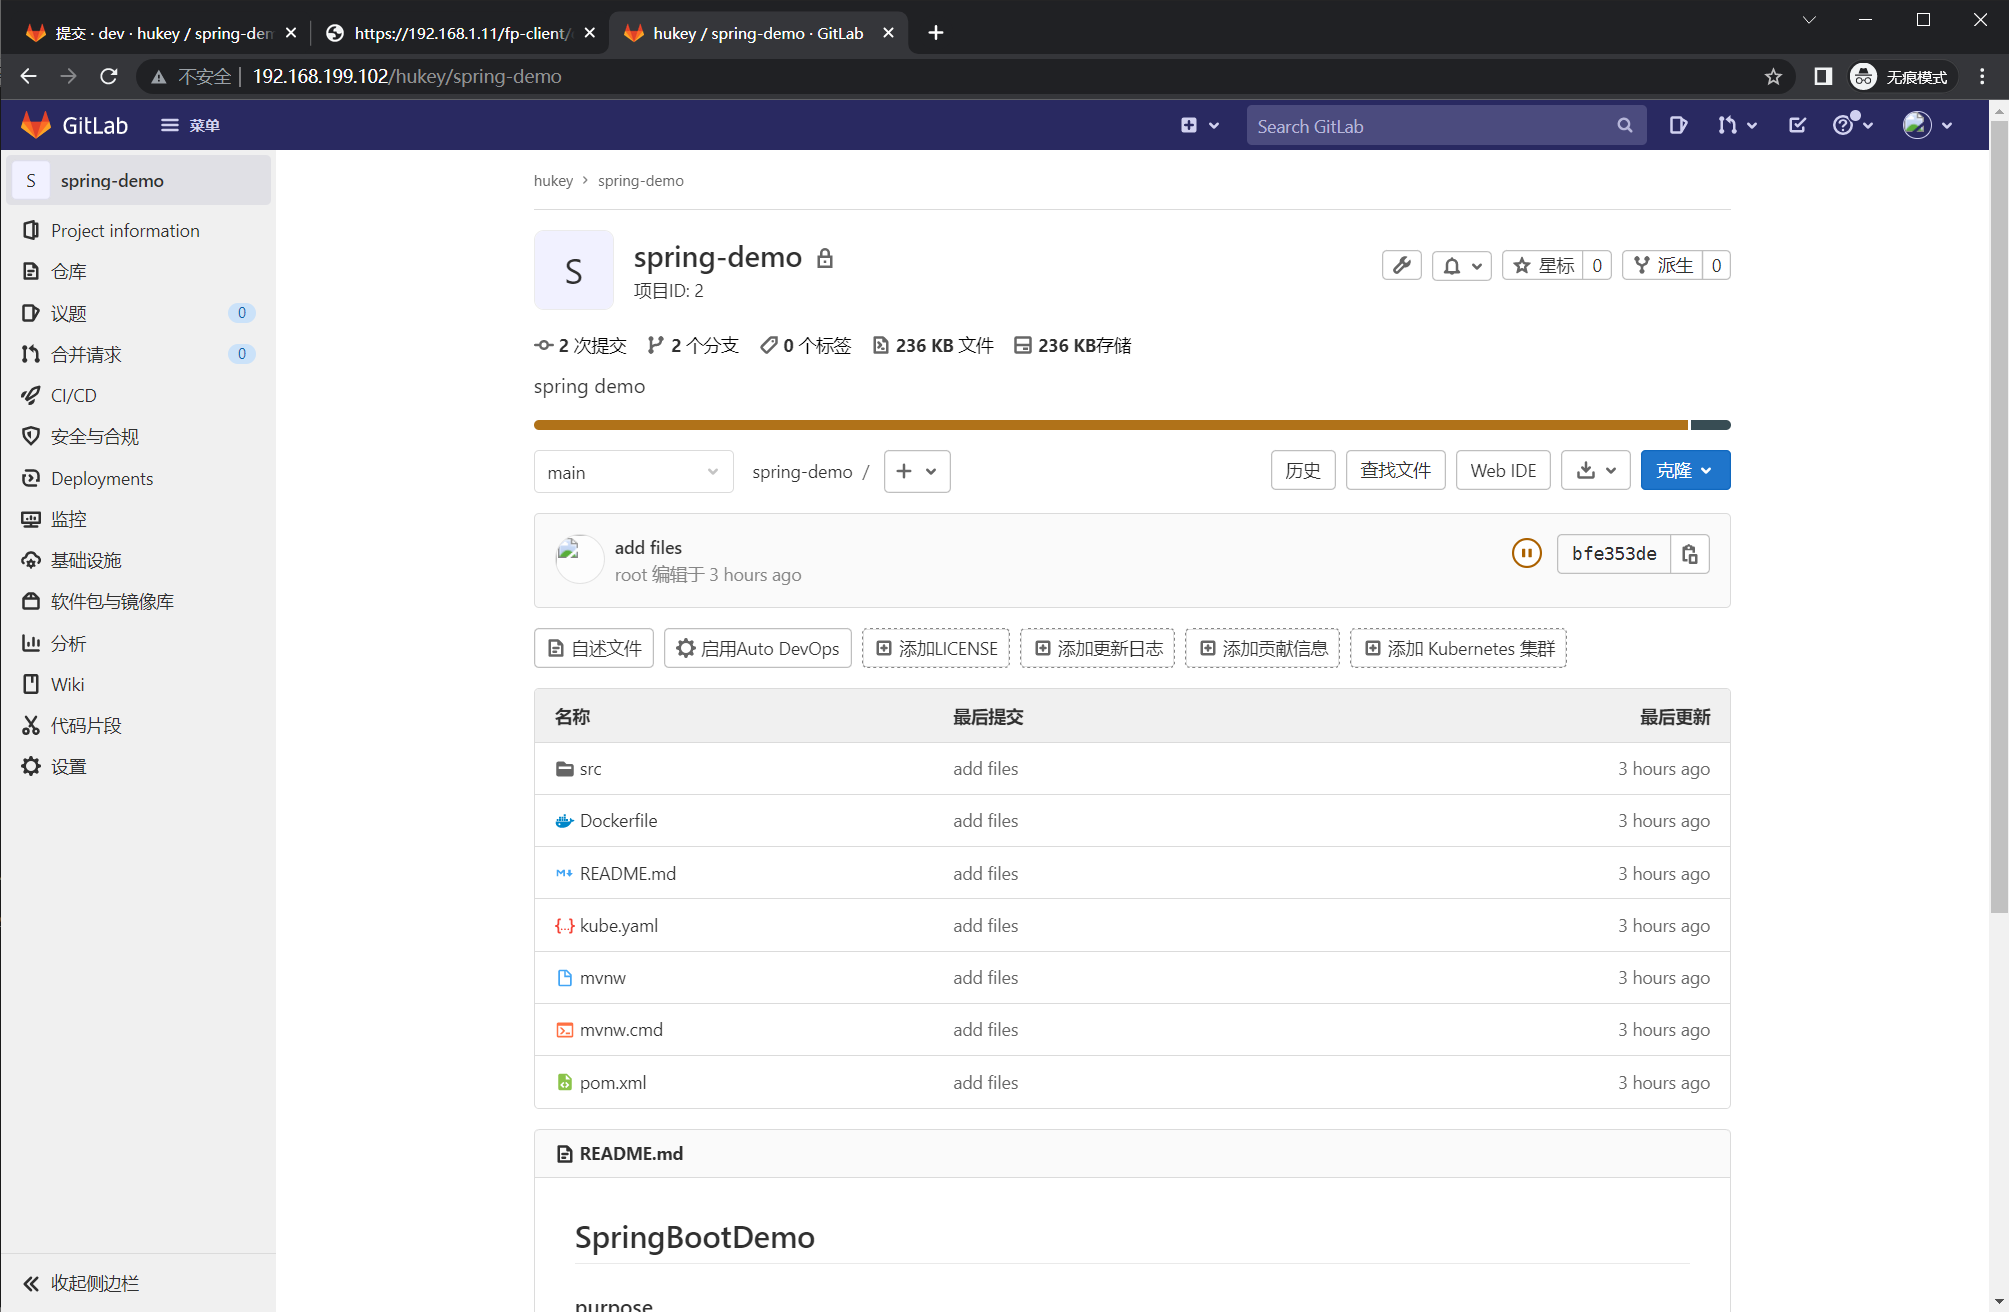 提交 · dev · hukey / spring-dem
https://192.168.1.11/fp-client/
hukey / spring-demo · GitLab
不安全 | 192.168.199.102/hukey/spring-demo
无痕模式
GitLab 菜单
Search GitLab
S spring-demo
Project information
仓库
议题 0
合并请求 0
CI/CD
安全与合规
Deployments
监控
基础设施
软件包与镜像库
分析
Wiki
代码片段
设置
收起侧边栏
hukey > spring-demo
S
spring-demo
项目ID: 2
星标 0
派生 0
2 次提交 2 个分支 0 个标签 236 KB 文件 236 KB存储
spring demo
main spring-demo / + 历史 查找文件 Web IDE 克隆
add files
root 编辑于 3 hours ago
bfe353de
自述文件 启用Auto DevOps 添加LICENSE 添加更新日志 添加贡献信息 添加 Kubernetes 集群
名称 最后提交 最后更新
src add files 3 hours ago
Dockerfile add files 3 hours ago
README.md add files 3 hours ago
kube.yaml add files 3 hours ago
mvnw add files 3 hours ago
mvnw.cmd add files 3 hours ago
pom.xml add files 3 hours ago
README.md
SpringBootDemo
purpose